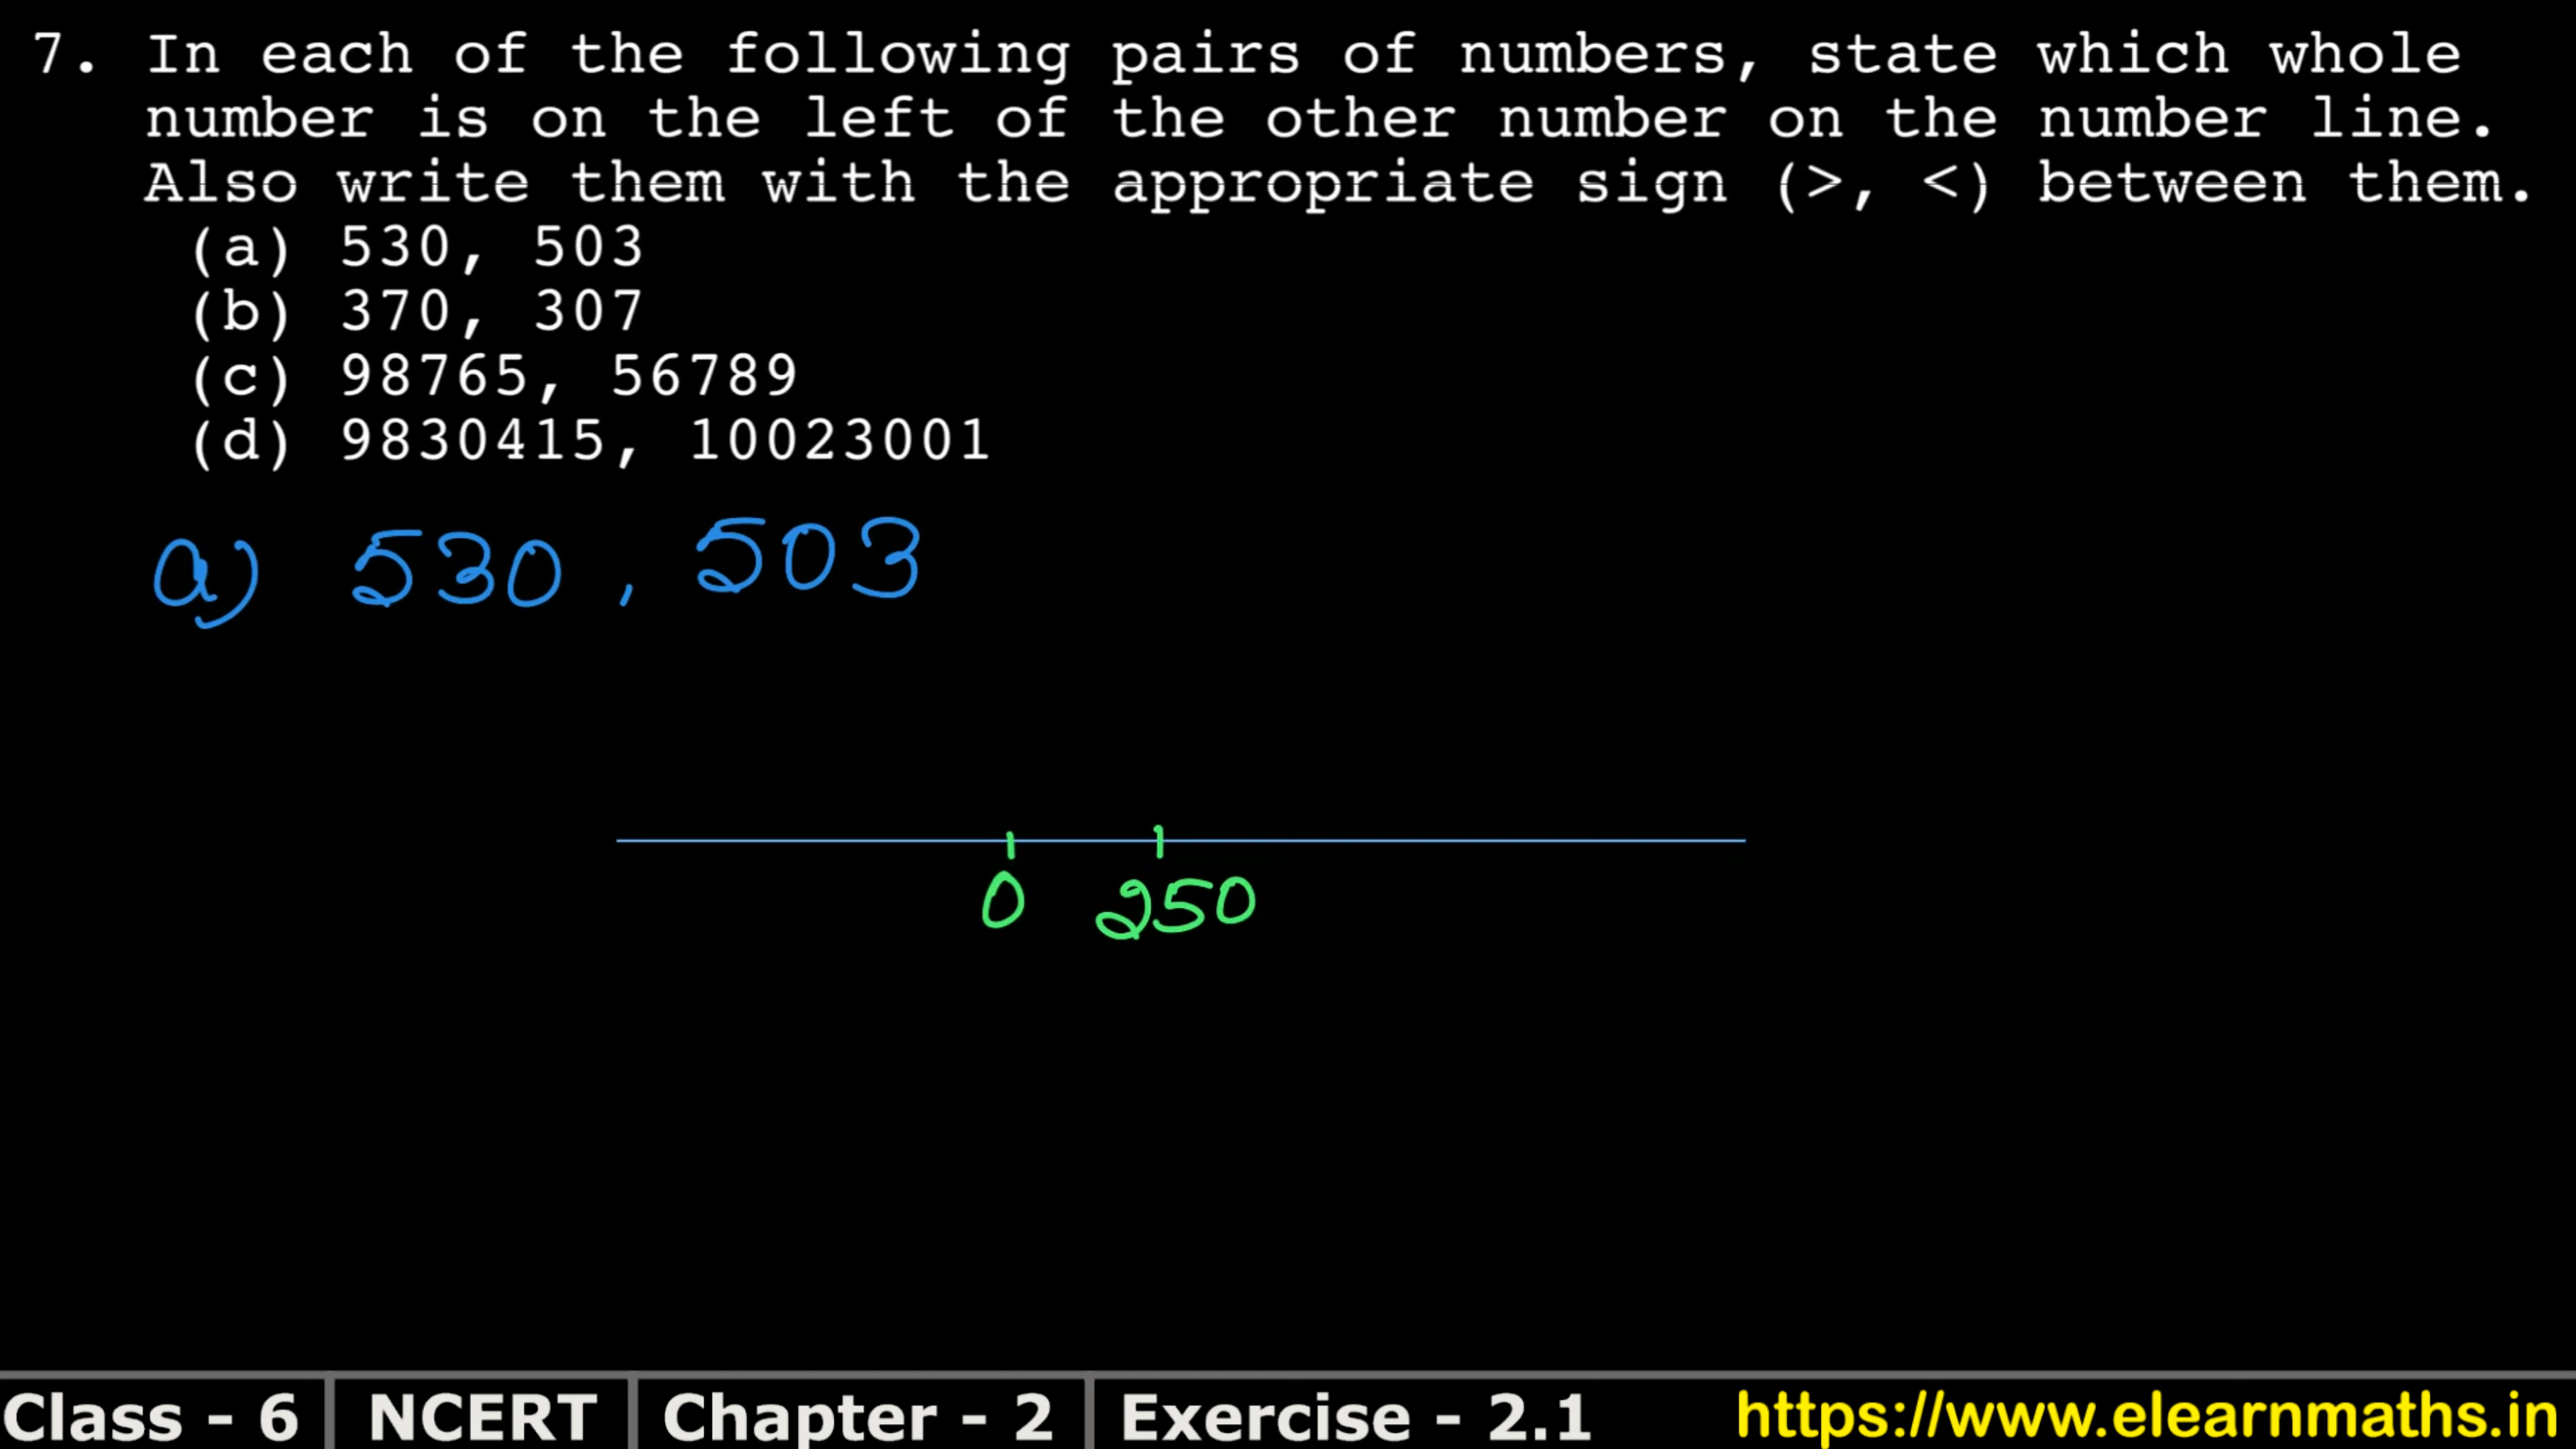 7. In each of the following pairs of numbers, state which whole
number is on the left of the other number on the number line.
Also write them with the appropriate sign (>, <) between them.
(a) 530, 503
(b) 370, 307
(c) 98765, 56789
(d) 9830415, 10023001
a) 530 , 503
0 250
Class - 6 NCERT Chapter - 2 Exercise - 2.1 https://www.elearnmaths.in